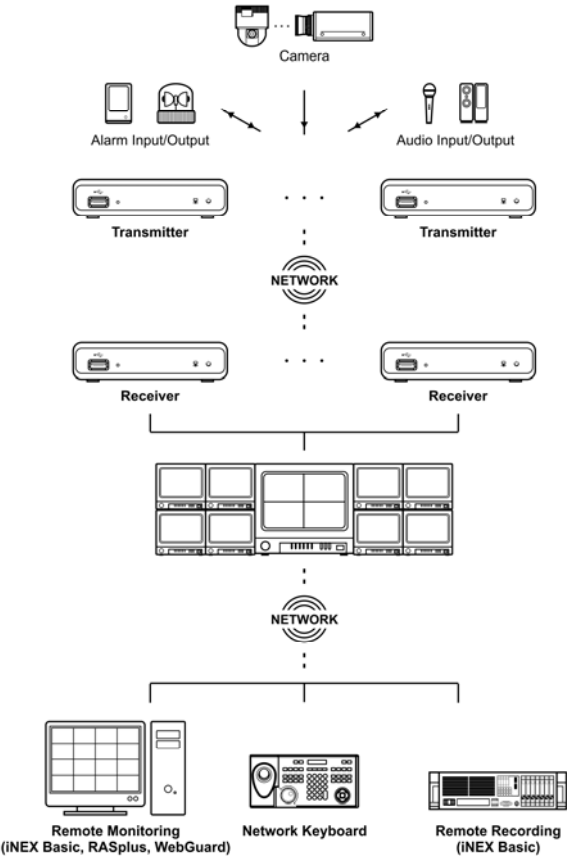 Camera
Alarm Input/Output
Audio Input/Output
Transmitter
Transmitter
NETWORK
Receiver
Receiver
NETWORK
Remote Monitoring
(iNEX Basic, RASplus, WebGuard)
Network Keyboard
Remote Recording
(iNEX Basic)